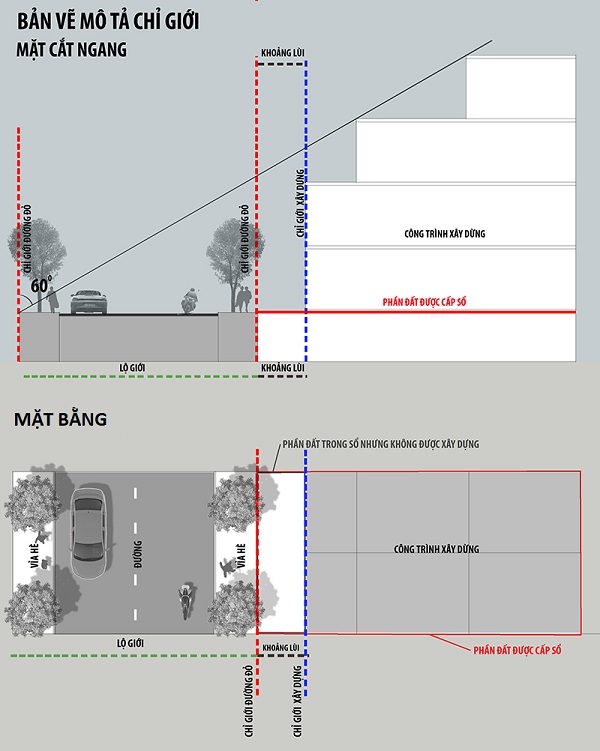 BẢN VẼ MÔ TẢ CHỈ GIỚI
MẶT CẮT NGANG
KHOẢNG LÙI
CHỈ GIỚI ĐƯỜNG ĐỎ
CHỈ GIỚI ĐƯỜNG ĐỎ
CHỈ GIỚI XÂY DỰNG
CÔNG TRÌNH XÂY DỪNG
60°
PHẦN ĐẤT ĐƯỢC CẤP SỔ
LỘ GIỚI
KHOẢNG LÙI
MẶT BẰNG
PHẦN ĐẤT TRONG SỔ NHƯNG KHÔNG ĐƯỢC XÂY DỰNG
VỈA HÈ
ĐƯỜNG
VỈA HÈ
CÔNG TRÌNH XÂY DỪNG
LỘ GIỚI
KHOẢNG LÙI
PHẦN ĐẤT ĐƯỢC CẤP SỔ
CHỈ GIỚI ĐƯỜNG ĐỎ
CHỈ GIỚI XÂY DỰNG